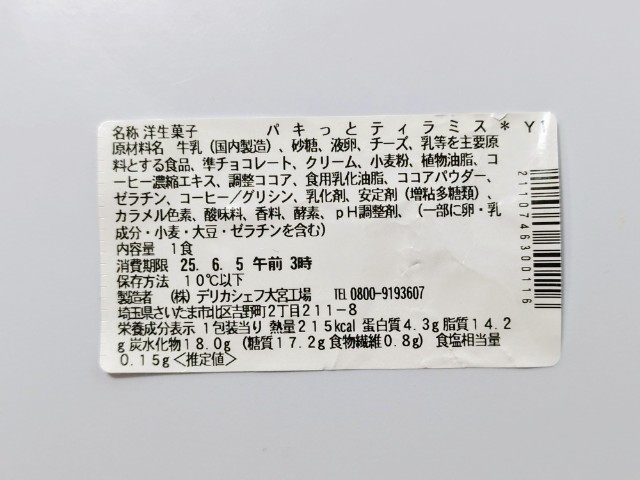 名称 洋生菓子 パキっとティラミス＊ Y1
原材料名 牛乳（国内製造）、砂糖、液卵、チーズ、乳等を主要原
料とする食品、準チョコレート、クリーム、小麦粉、植物油脂、コ
ーヒー濃縮エキス、調整ココア、食用乳化油脂、ココアパウダー、
ゼラチン、コーヒー／グリシン、乳化剤、安定剤（増粘多糖類）、
カラメル色素、酸味料、香料、酵素、ｐH調整剤、（一部に卵・乳
成分・小麦・大豆・ゼラチンを含む）
内容量 1食
消費期限 25. 6. 5 午前 3時
保存方法 10℃以下
製造者 （株）デリカシェフ大宮工場 TEL 0800-9193607
埼玉県さいたま市北区吉野町2丁目211-8
栄養成分表示 1包装当り 熱量215kcal 蛋白質4.3g 脂質14.2
g 炭水化物18.0g（糖質17.2g 食物繊維0.8g） 食塩相当量
0.15g＜推定値＞
2110746300116